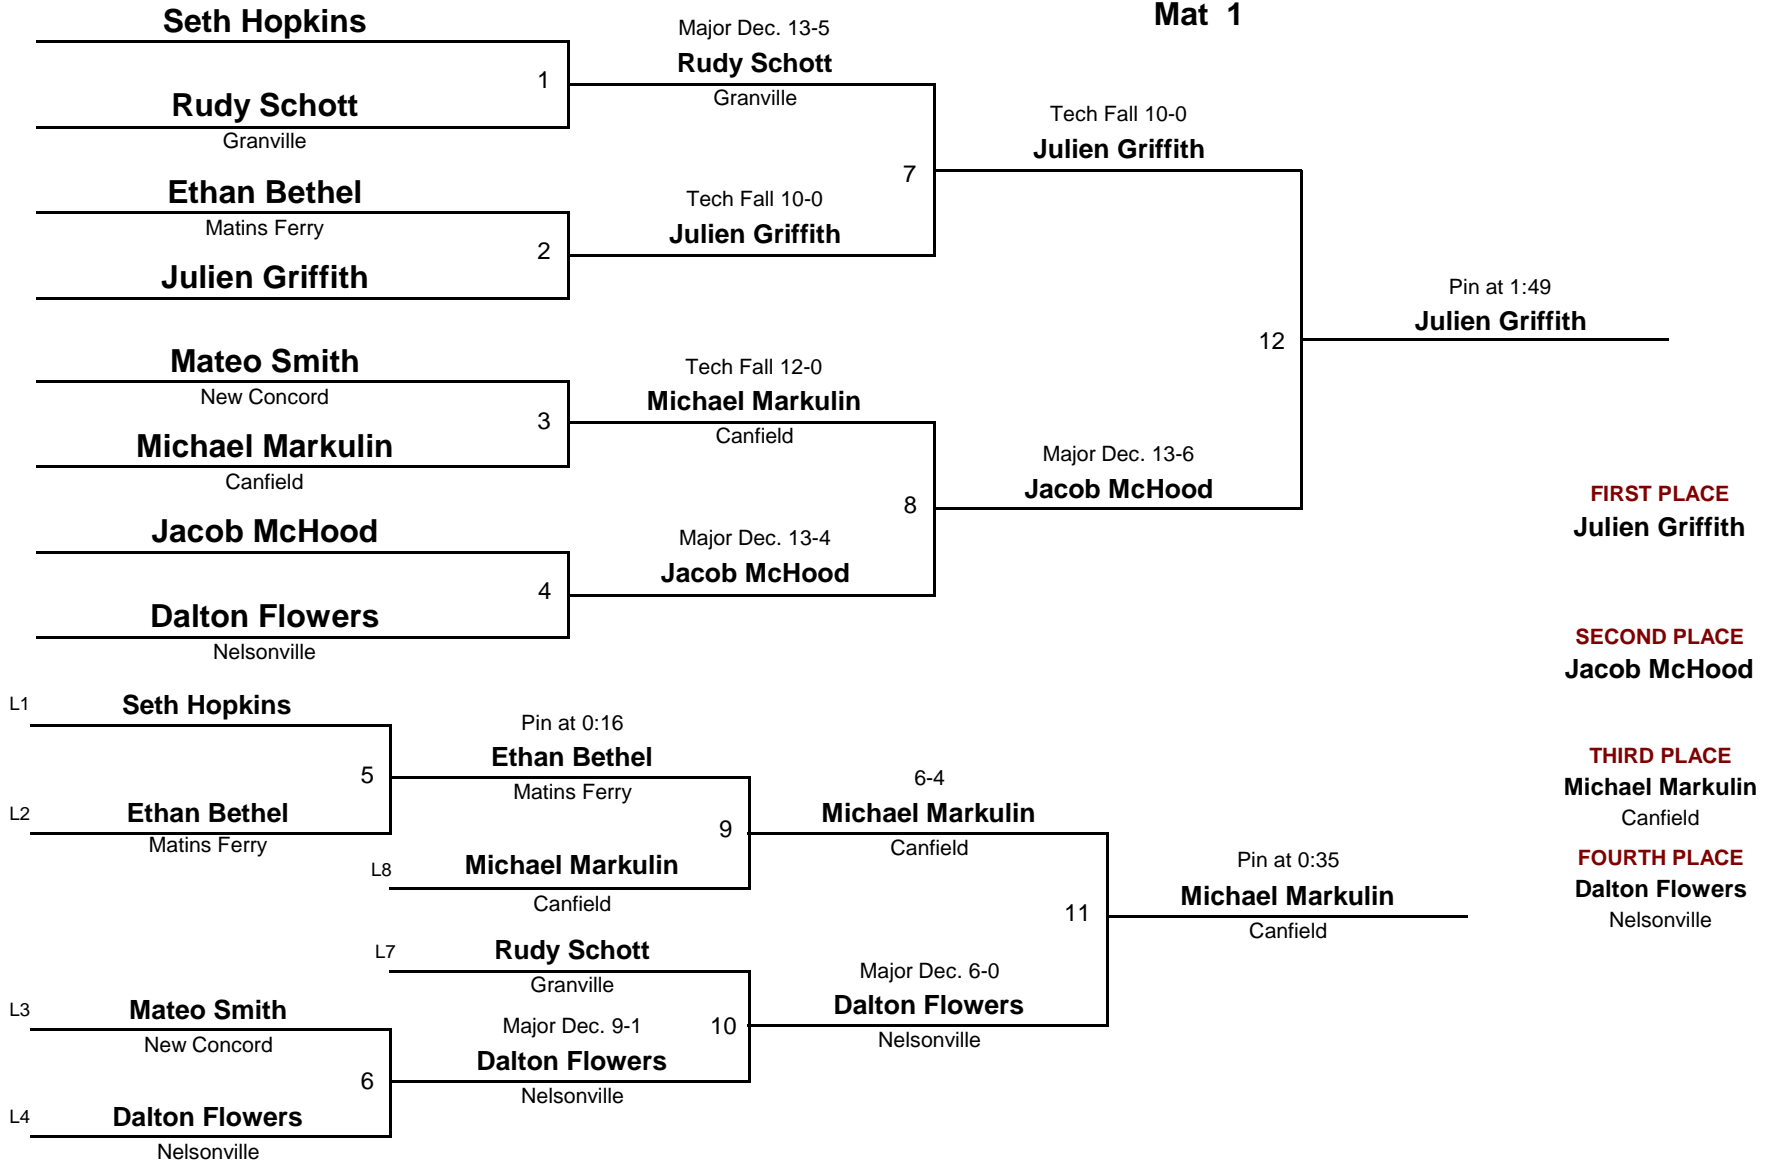 Mat 1
Seth Hopkins
1
Rudy Schott
Granville
Major Dec. 13-5
Rudy Schott
Granville
Ethan Bethel
Matins Ferry
2
Julien Griffith
Tech Fall 10-0
Julien Griffith
7
Tech Fall 10-0
Julien Griffith
Mateo Smith
New Concord
3
Michael Markulin
Canfield
Tech Fall 12-0
Michael Markulin
Canfield
Jacob McHood
4
Dalton Flowers
Nelsonville
Major Dec. 13-4
Jacob McHood
8
Major Dec. 13-6
Jacob McHood
12
Pin at 1:49
Julien Griffith
FIRST PLACE
Julien Griffith
SECOND PLACE
Jacob McHood
THIRD PLACE
Michael Markulin
Canfield
FOURTH PLACE
Dalton Flowers
Nelsonville
L1
Seth Hopkins
5
L2
Ethan Bethel
Matins Ferry
Pin at 0:16
Ethan Bethel
Matins Ferry
9
L8
Michael Markulin
Canfield
6-4
Michael Markulin
Canfield
L7
Rudy Schott
Granville
L3
Mateo Smith
New Concord
6
L4
Dalton Flowers
Nelsonville
Major Dec. 9-1
Dalton Flowers
Nelsonville
10
Major Dec. 6-0
Dalton Flowers
Nelsonville
11
Pin at 0:35
Michael Markulin
Canfield